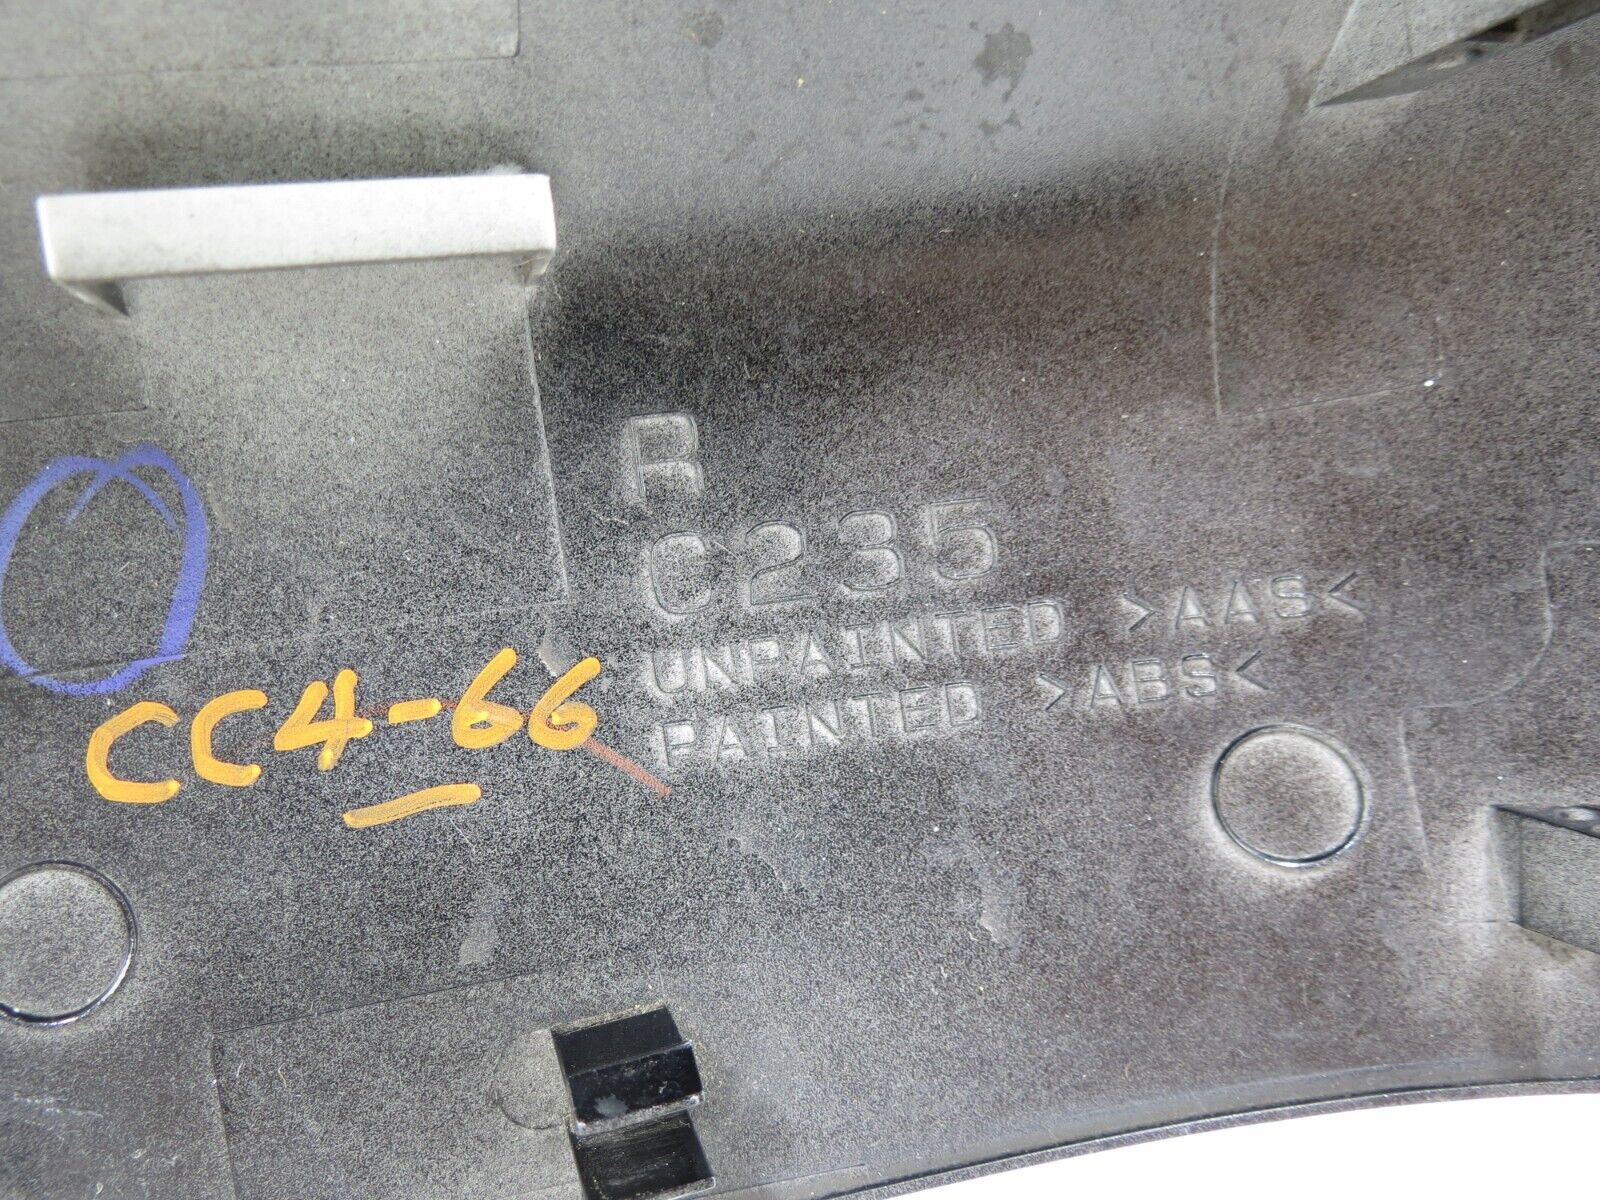 R
C235
UNPAINTED >AAS<
PAINTED >ABS<
CC4-66